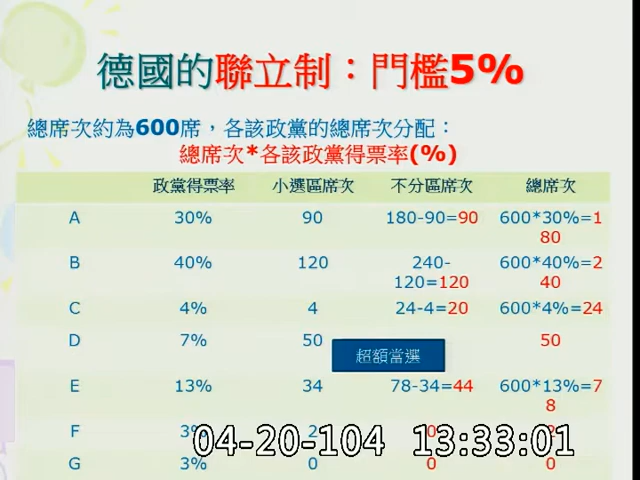 德國的聯立制：門檻5%
總席次約為600席，各該政黨的總席次分配：
總席次*各該政黨得票率(%)
政黨得票率 小選區席次 不分區席次 總席次
A 30% 90 180-90=90 600*30%=1
80
B 40% 120 240- 600*40%=2
120=120 40
C 4% 4 24-4=20 600*4%=24
D 7% 50 超額當選 50
E 13% 34 78-34=44 600*13%=7
8
F 3% 2 0 2
04-20-104 13:33:01
G 3% 0 0 0